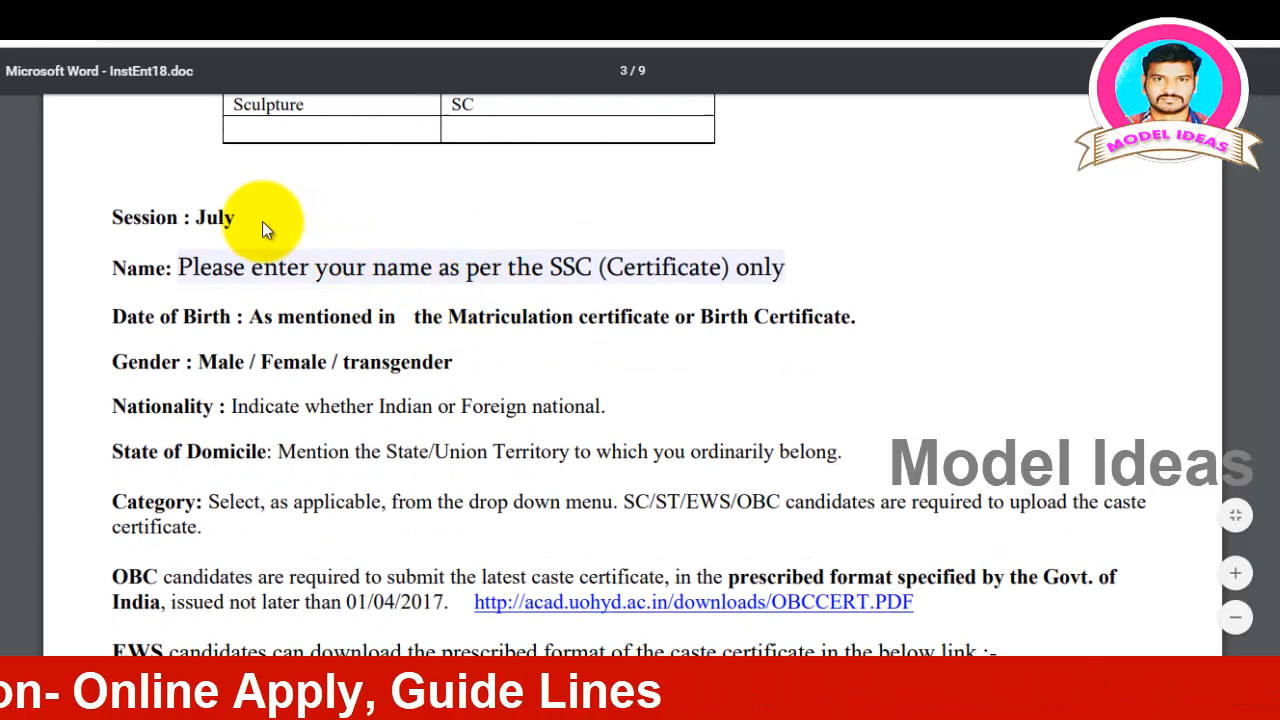 Microsoft Word - InstEnt18.doc
3 / 9
MODEL IDEAS
Sculpture SC
Session : July
Name: Please enter your name as per the SSC (Certificate) only
Date of Birth : As mentioned in the Matriculation certificate or Birth Certificate.
Gender : Male / Female / transgender
Nationality : Indicate whether Indian or Foreign national.
State of Domicile: Mention the State/Union Territory to which you ordinarily belong.
Model Ideas
Category: Select, as applicable, from the drop down menu. SC/ST/EWS/OBC candidates are required to upload the caste
certificate.
OBC candidates are required to submit the latest caste certificate, in the prescribed format specified by the Govt. of
India, issued not later than 01/04/2017. http://acad.uohyd.ac.in/downloads/OBCCERT.PDF
EWS candidates can download the prescribed format of the caste certificate in the below link :-
on- Online Apply, Guide Lines